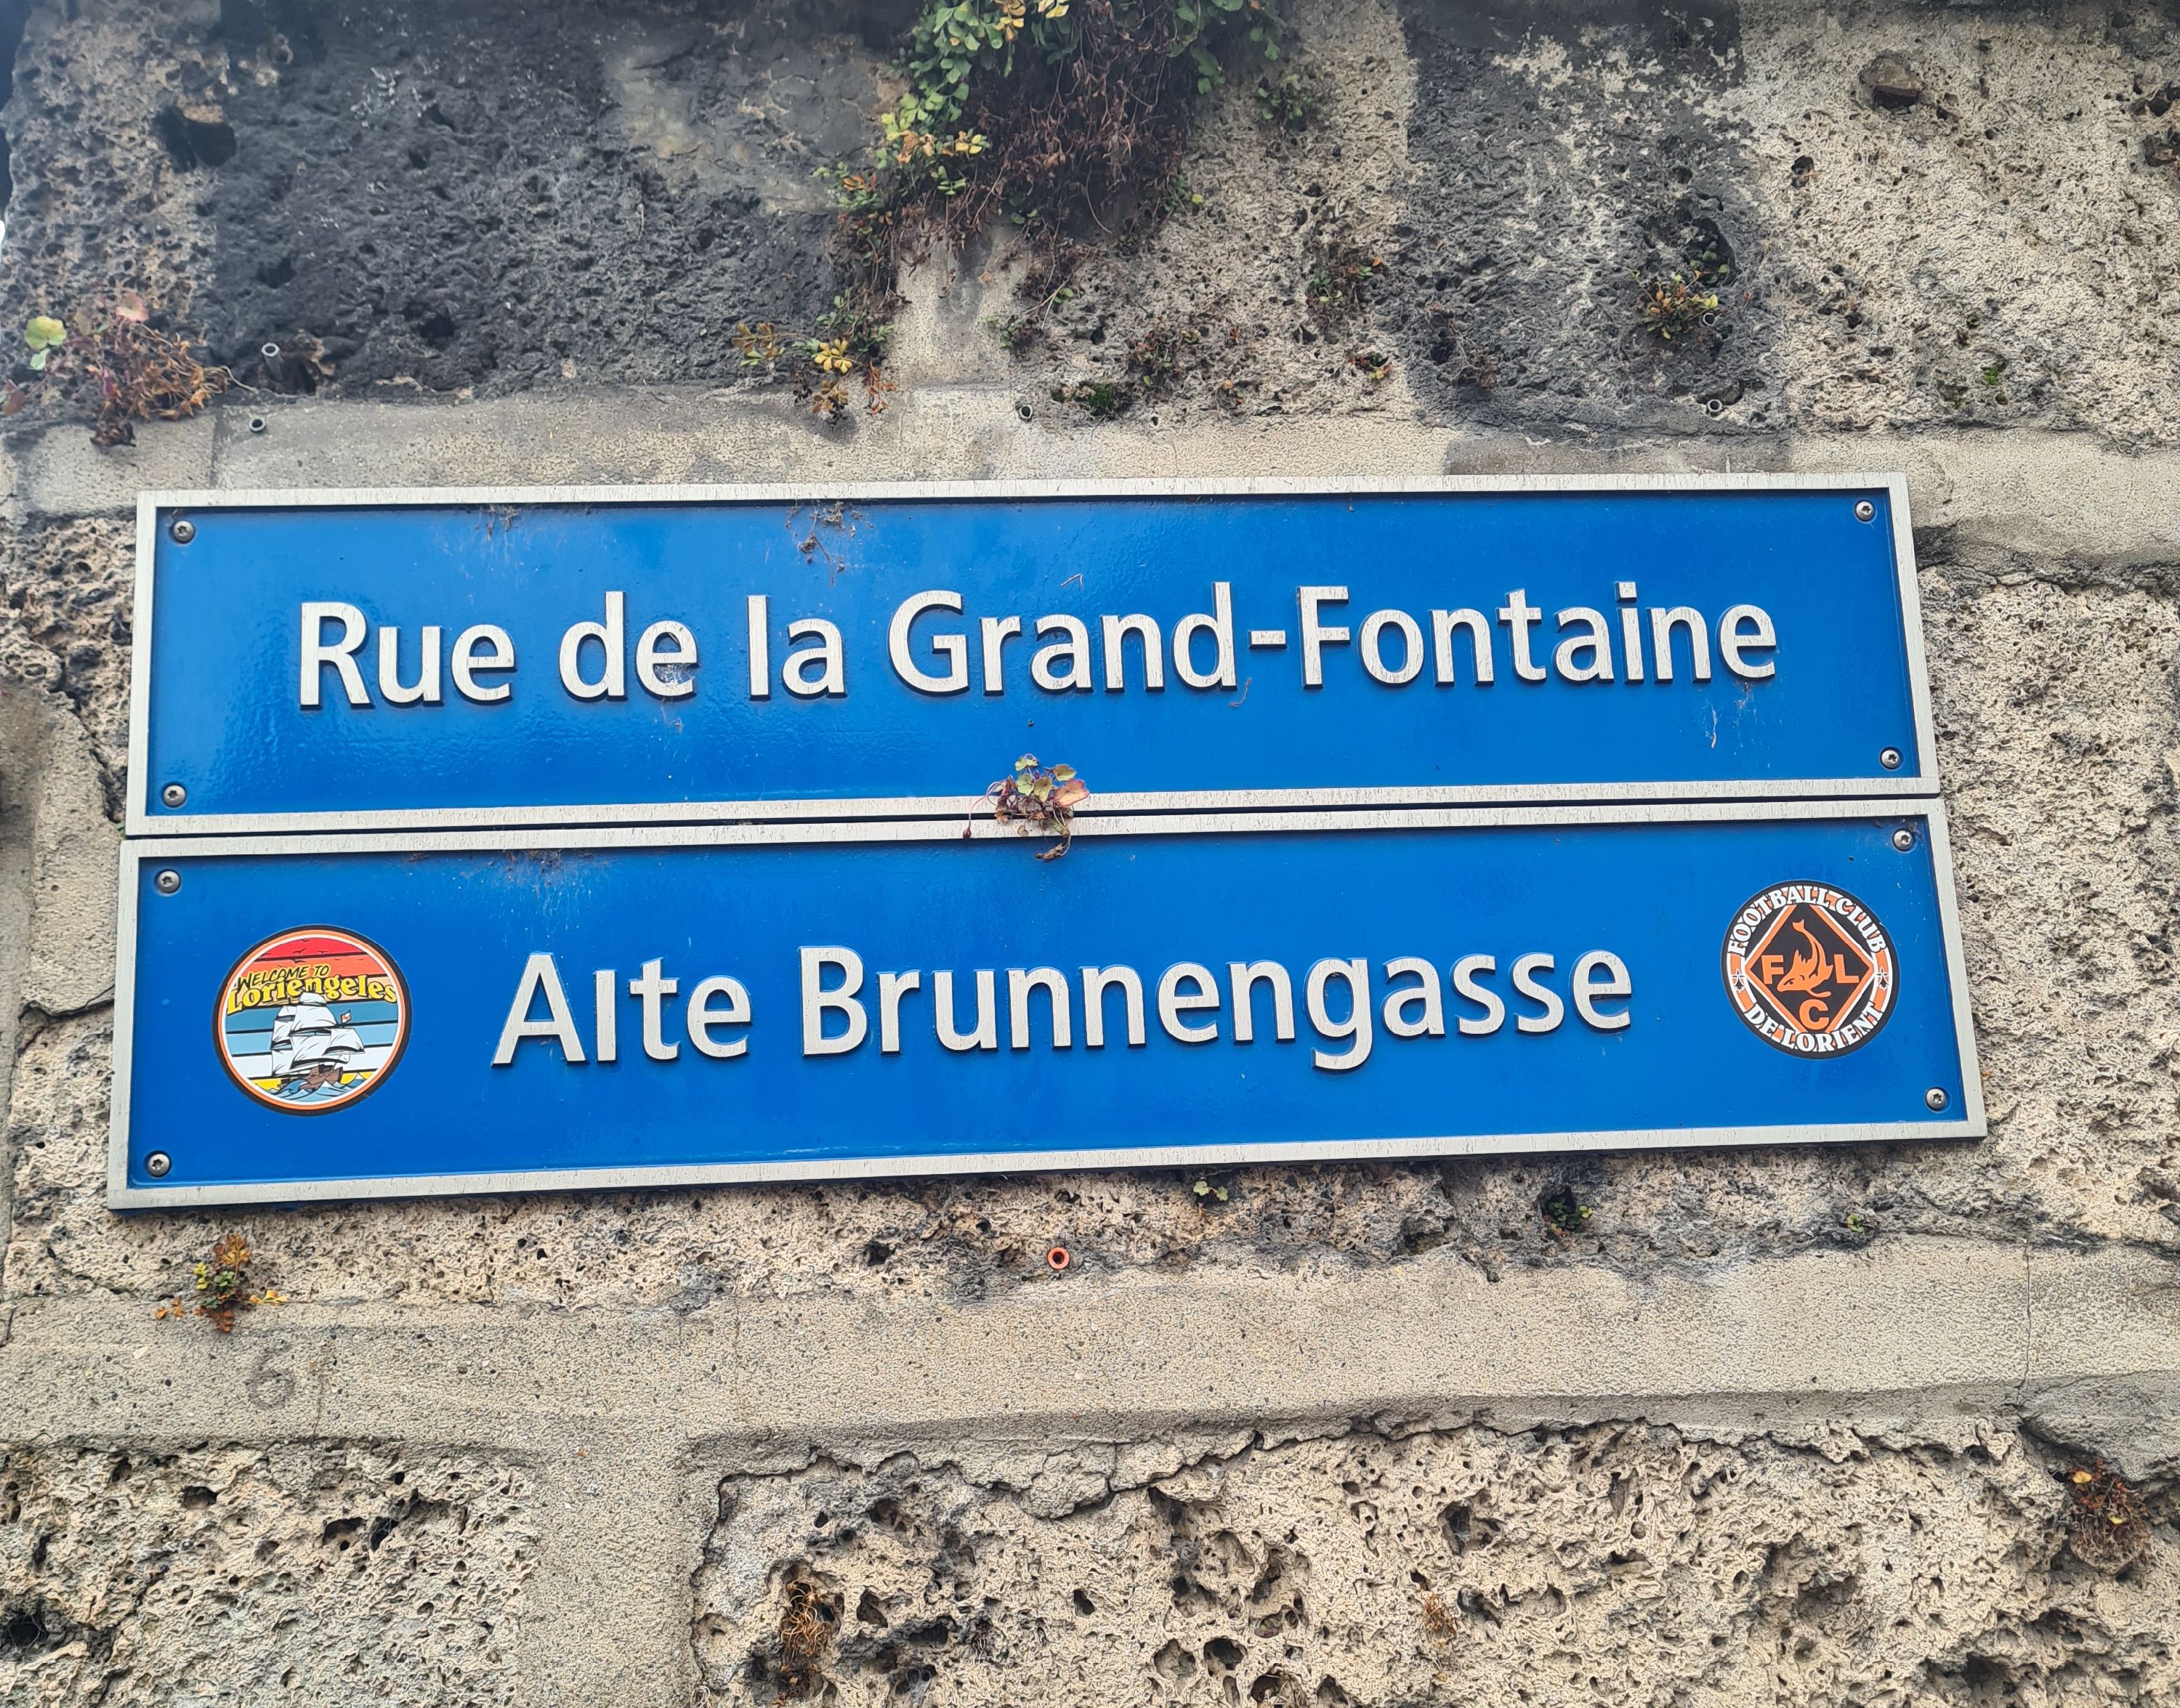 Rue de la Grand-Fontaine
Alte Brunnengasse
WELCOME TO
Loriengeles
FOOTBALL CLUB
F L
C
DE LORIENT